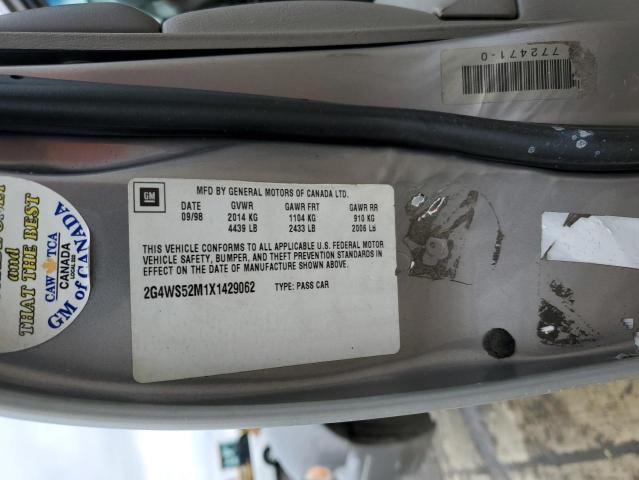 772471-0
GM
MFD BY GENERAL MOTORS OF CANADA LTD.
DATE GVWR GAWR FRT GAWR RR
09/98 2014 KG 1104 KG 910 KG
4439 LB 2433 LB 2006 LB
THIS VEHICLE CONFORMS TO ALL APPLICABLE U.S. FEDERAL MOTOR
VEHICLE SAFETY, BUMPER, AND THEFT PREVENTION STANDARDS IN
EFFECT ON THE DATE OF MANUFACTURE SHOWN ABOVE.
2G4WS52M1X1429062 TYPE: PASS CAR
and
THAT THE BEST
CAW TCA
CANADA
GM of CANADA